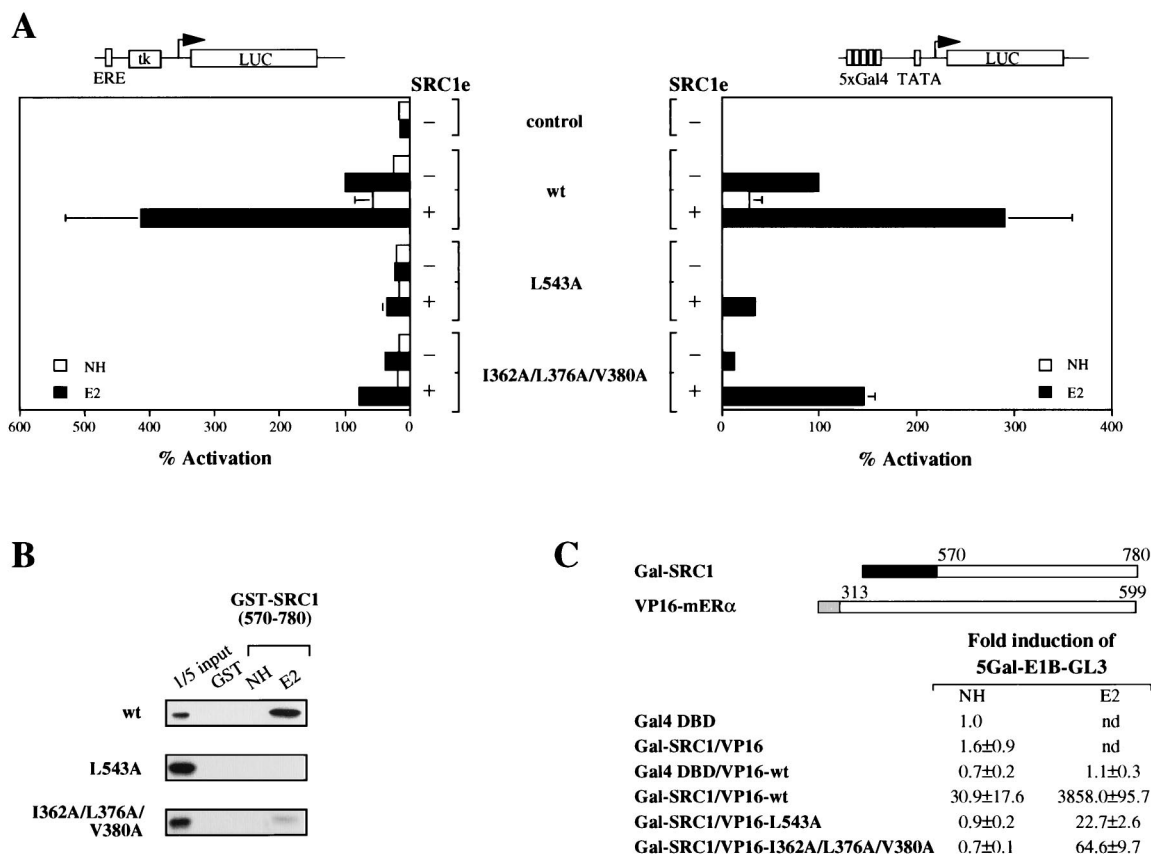 A
ERE
tk
LUC
5xGal4
TATA
LUC
SRC1e
SRC1e
−
control
−
−
wt
−
+
+
−
L543A
−
+
+
−
I362A/L376A/V380A
−
+
+
NH
E2
NH
E2
600 500 400 300 200 100 0
0 100 200 300 400
% Activation
% Activation
B
GST-SRC1
(570-780)
1/5 input
GST
NH
E2
wt
L543A
I362A/L376A/
V380A
C
570 780
Gal-SRC1
313 599
VP16-mERα
Fold induction of
5Gal-E1B-GL3
NH E2
Gal4 DBD 1.0 nd
Gal-SRC1/VP16 1.6±0.9 nd
Gal4 DBD/VP16-wt 0.7±0.2 1.1±0.3
Gal-SRC1/VP16-wt 30.9±17.6 3858.0±95.7
Gal-SRC1/VP16-L543A 0.9±0.2 22.7±2.6
Gal-SRC1/VP16-I362A/L376A/V380A 0.7±0.1 64.6±9.7